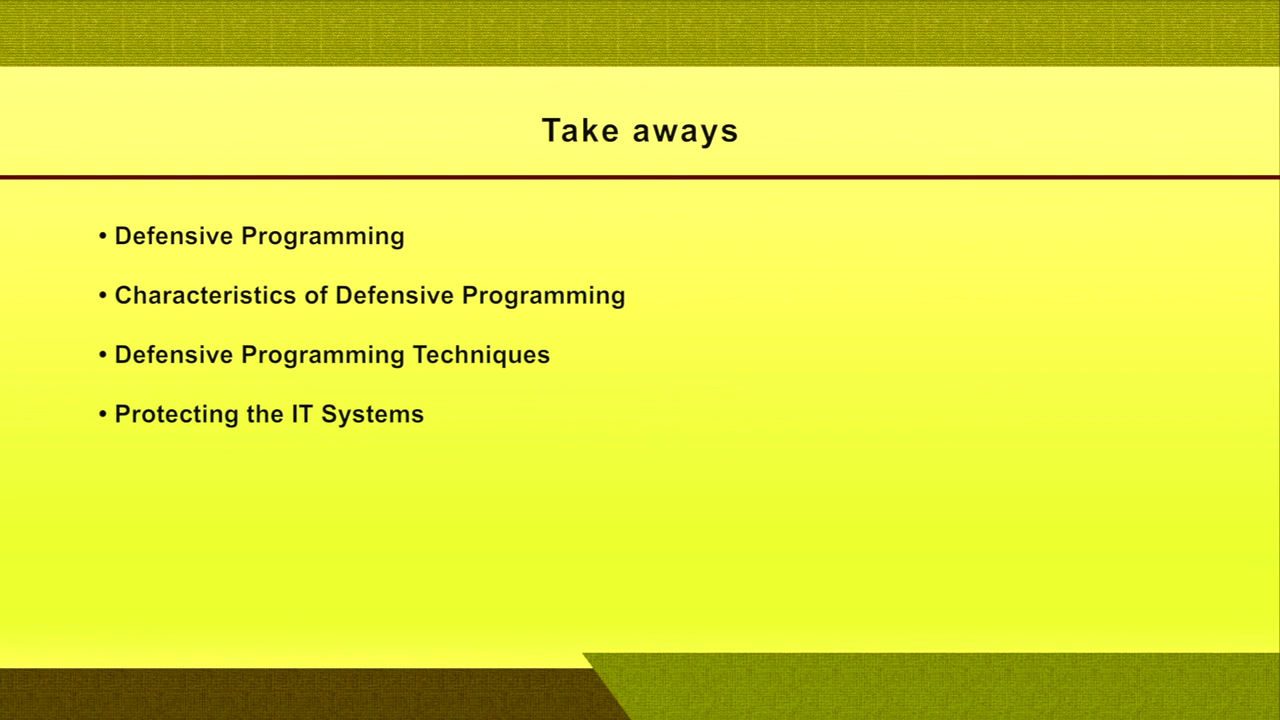 Take aways
• Defensive Programming
• Characteristics of Defensive Programming
• Defensive Programming Techniques
• Protecting the IT Systems